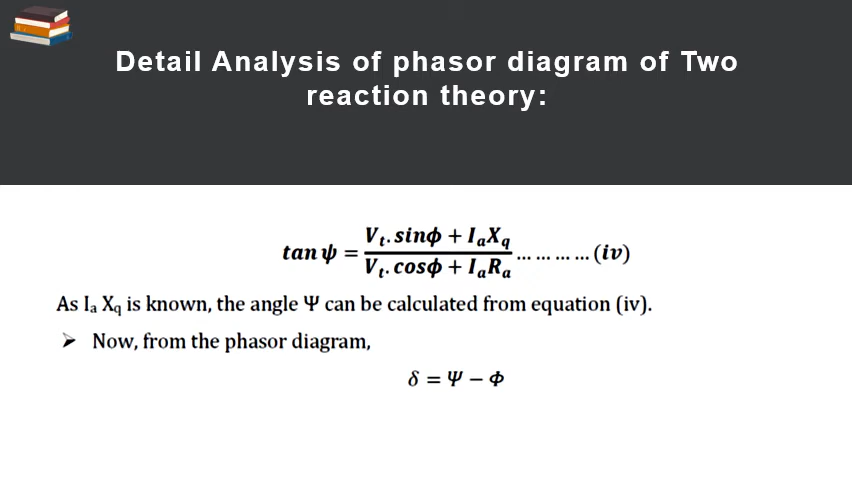 Detail Analysis of phasor diagram of Two
reaction theory:
tan ψ = (V_t. sinϕ + I_aX_q) / (V_t. cosϕ + I_aR_a) … … … … (iv)
As I_a X_q is known, the angle Ψ can be calculated from equation (iv).
➢ Now, from the phasor diagram,
δ = Ψ − Φ